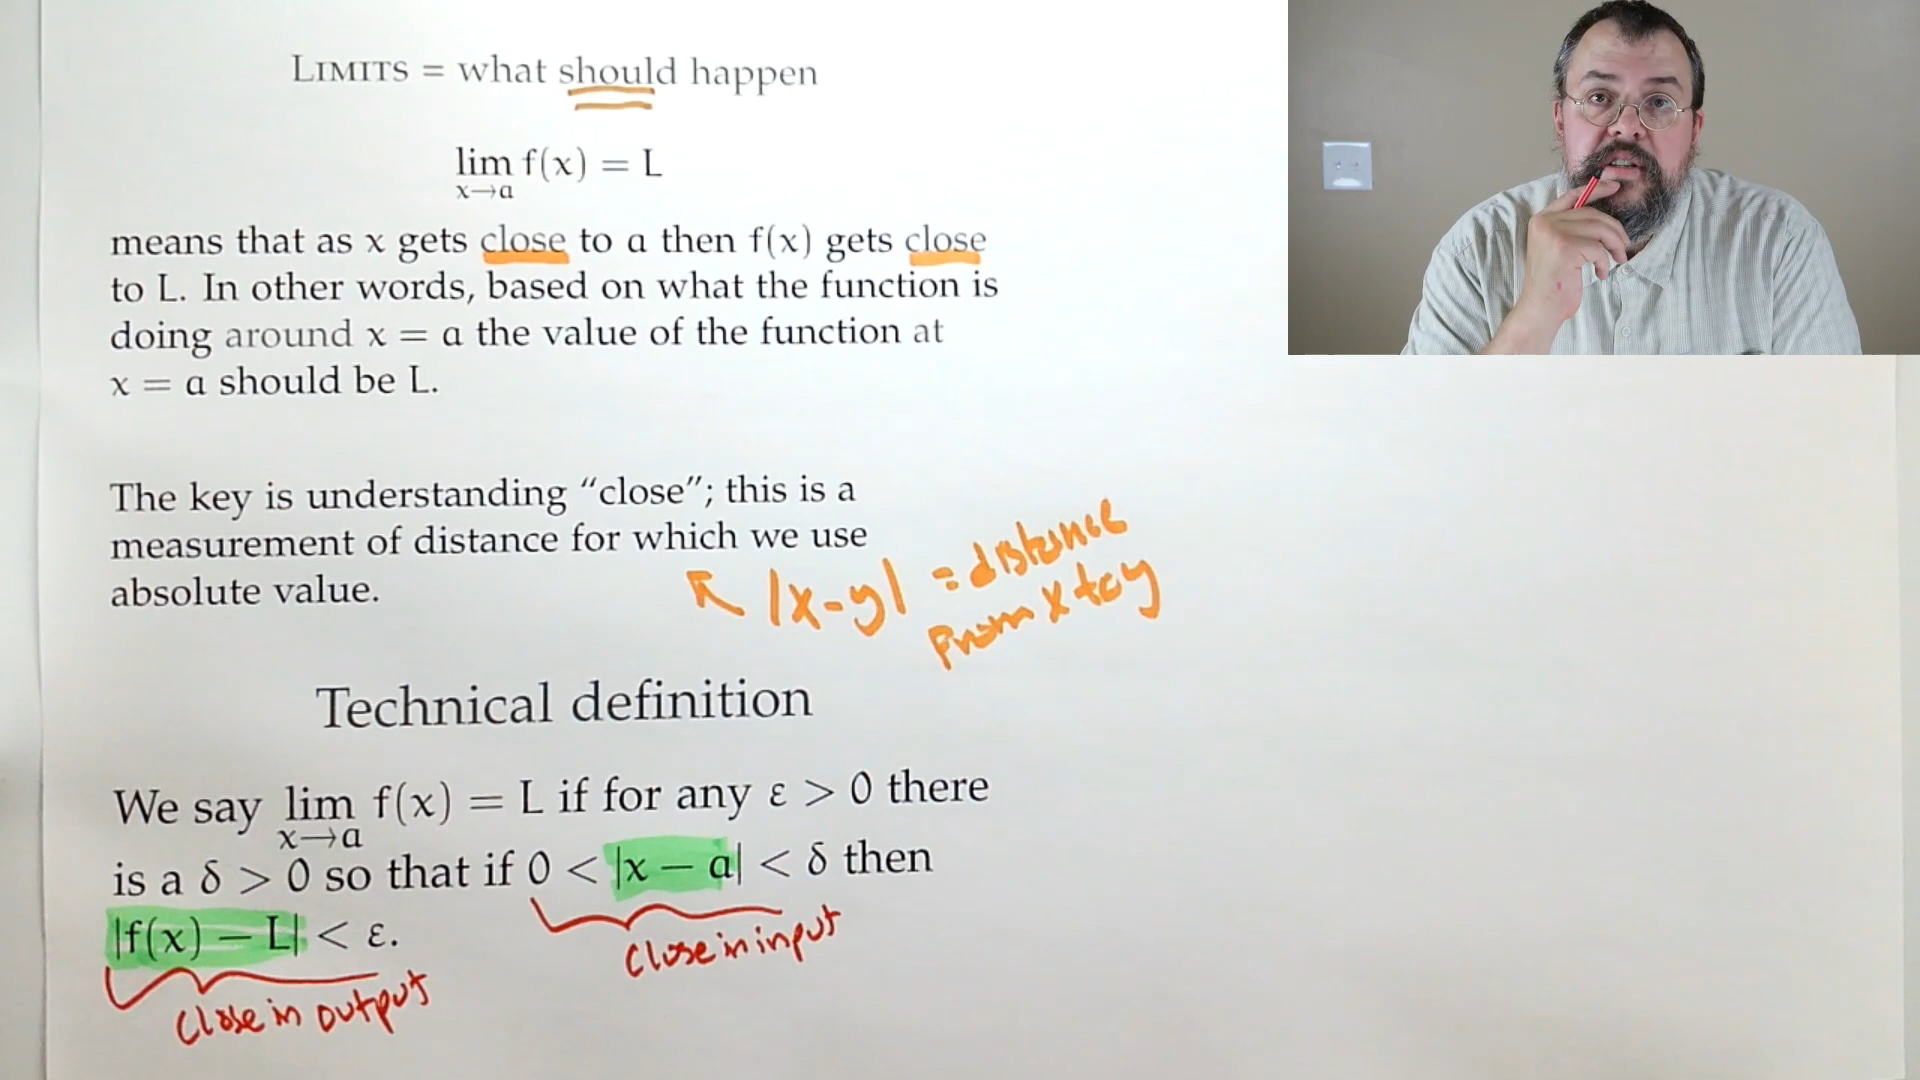 LIMITS = what should happen
lim f(x) = L
x→a
means that as x gets close to a then f(x) gets close
to L. In other words, based on what the function is
doing around x = a the value of the function at
x = a should be L.
The key is understanding “close”; this is a
measurement of distance for which we use
absolute value.
|x-y| = distance
from x to y
Technical definition
We say lim f(x) = L if for any ε > 0 there
x→a
is a δ > 0 so that if 0 < |x − a| < δ then
|f(x) − L| < ε.
close in input
close in output